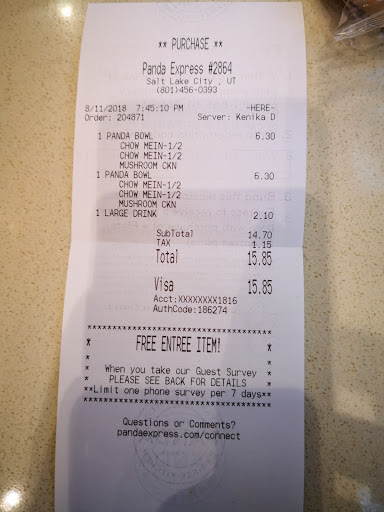 ** PURCHASE **
Panda Express #2864
Salt Lake City , UT
(801)456-0393
8/11/2018 7:45:10 PM -HERE-
Order: 204871 Server: Kenika D
1 PANDA BOWL 6.30
CHOW MEIN-1/2
CHOW MEIN-1/2
MUSHROOM CKN
1 PANDA BOWL 6.30
CHOW MEIN-1/2
CHOW MEIN-1/2
MUSHROOM CKN
1 LARGE DRINK 2.10
SubTotal 14.70
TAX 1.15
Total 15.85
Visa 15.85
Acct:XXXXXXXX1816
AuthCode:186274
************************************
* FREE ENTREE ITEM! *
* *
* When you take our Guest Survey *
* PLEASE SEE BACK FOR DETAILS *
**Limit one phone survey per 7 days**
************************************
Questions or Comments?
pandaexpress.com/connect